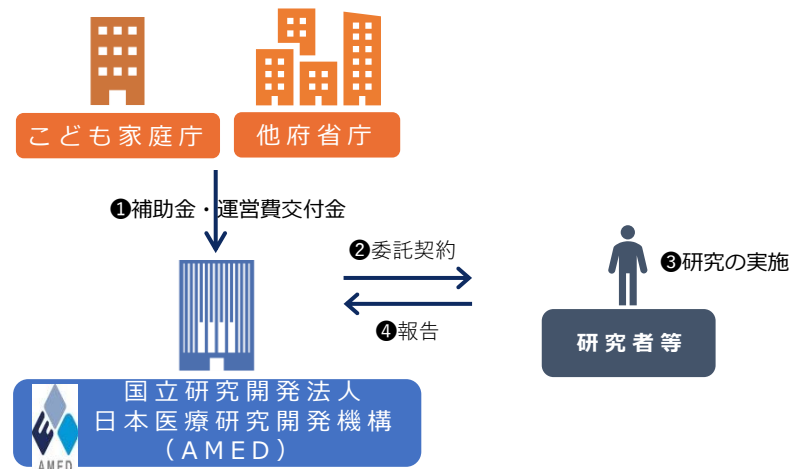 こども家庭庁
他府省庁
❶補助金・運営費交付金
❷委託契約
❸研究の実施
❹報告
研究者等
国立研究開発法人
日本医療研究開発機構
（AMED）
AMED